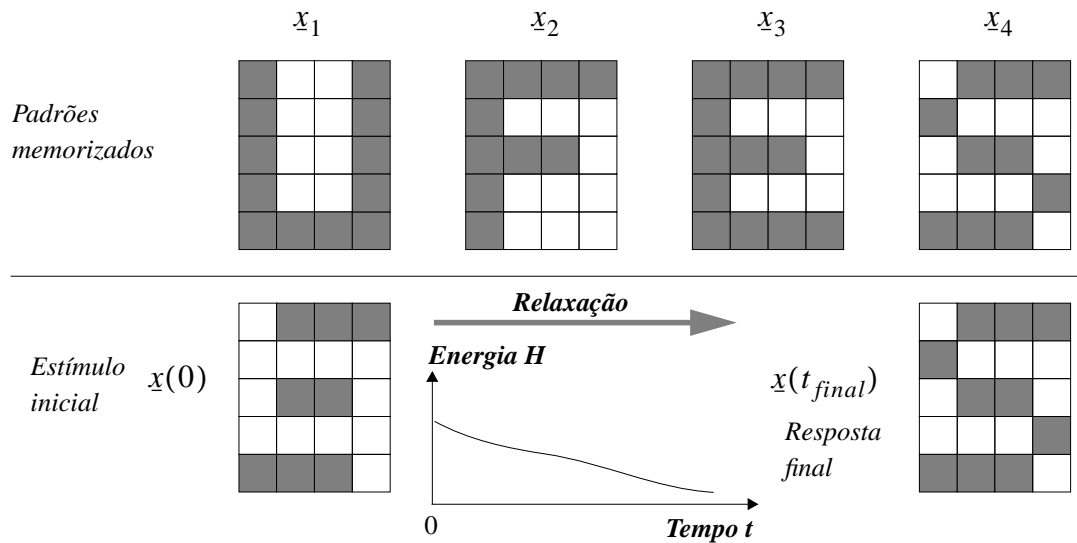 x₁ x₂ x₃ x₄
Padrões
memorizados
Relaxação
Energia H
Estímulo
inicial
x(0)
x(t_final)
Resposta
final
0
Tempo t